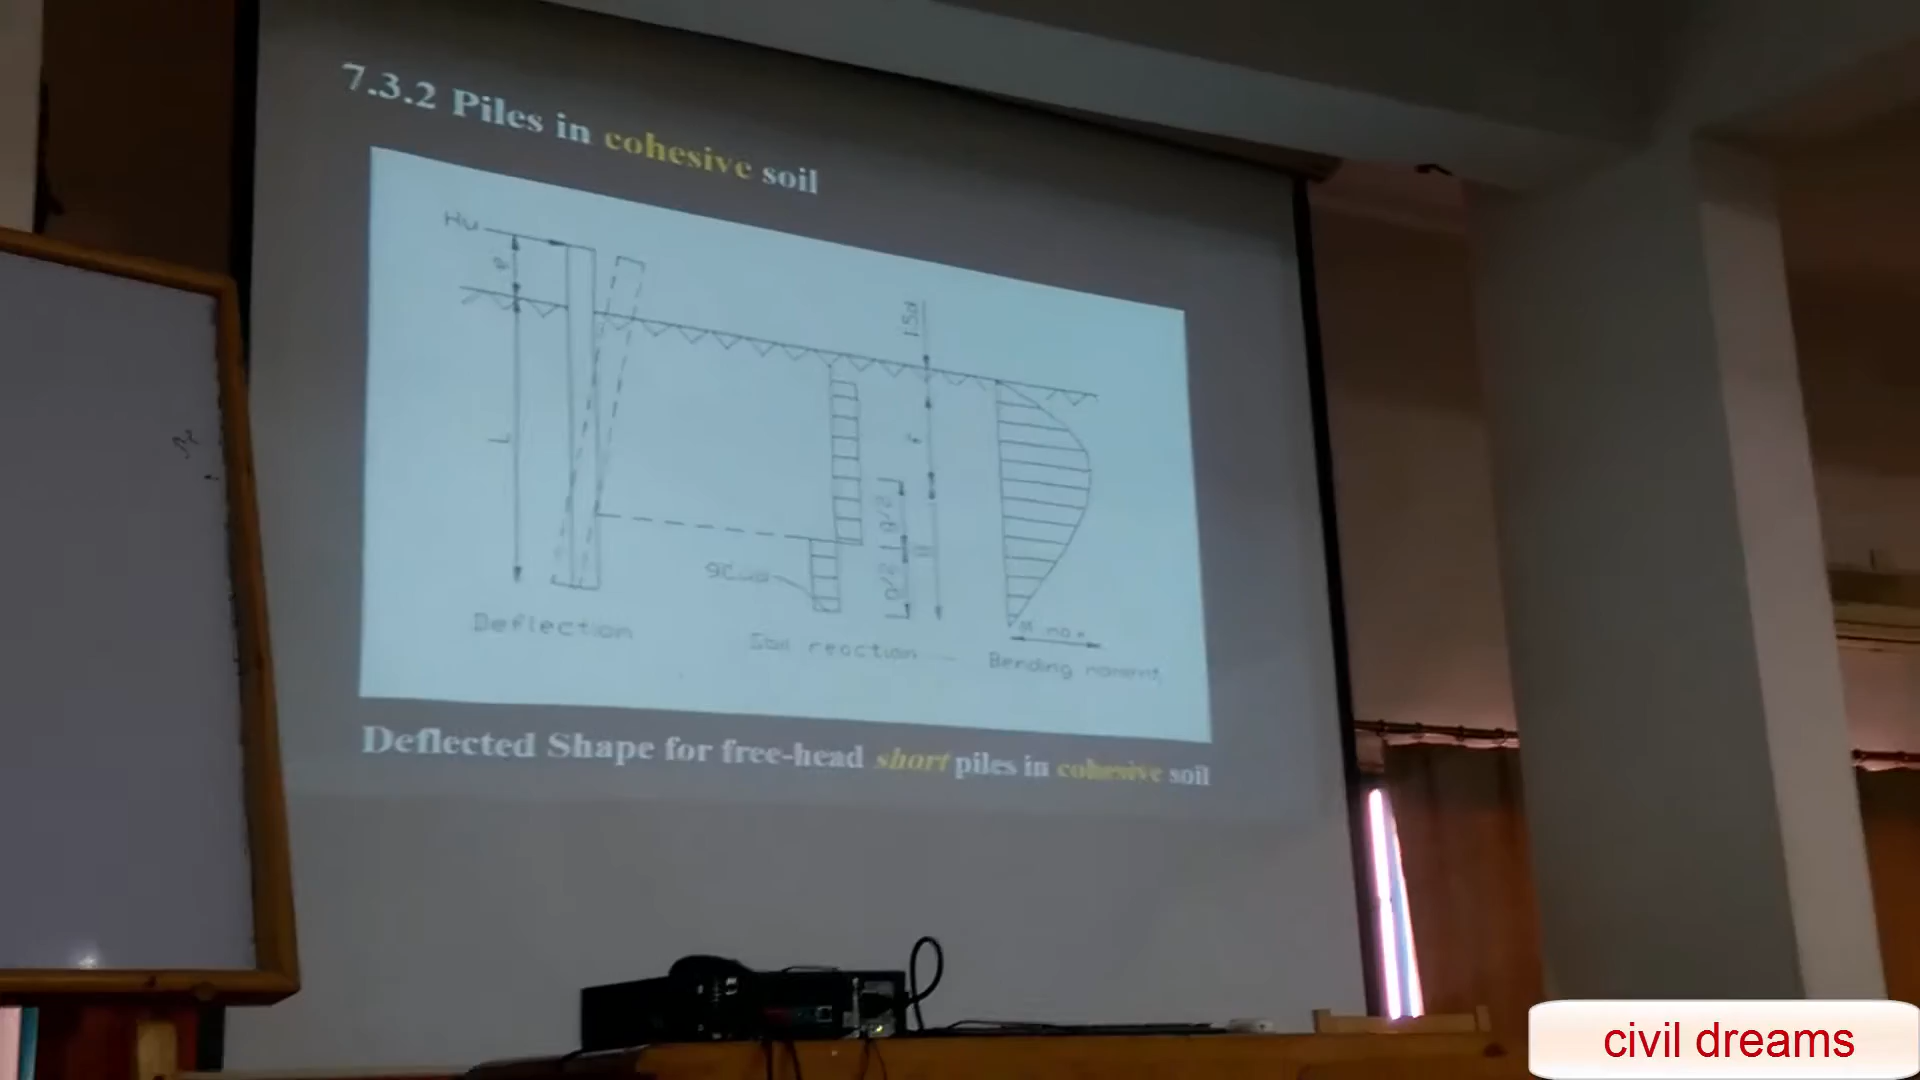 7.3.2 Piles in cohesive soil
Hu
e
1.5d
L
f
g/2
g/2
9Cud
Deflection
Soil reaction
M max
Bending moment
Deflected Shape for free-head short piles in cohesive soil
civil dreams